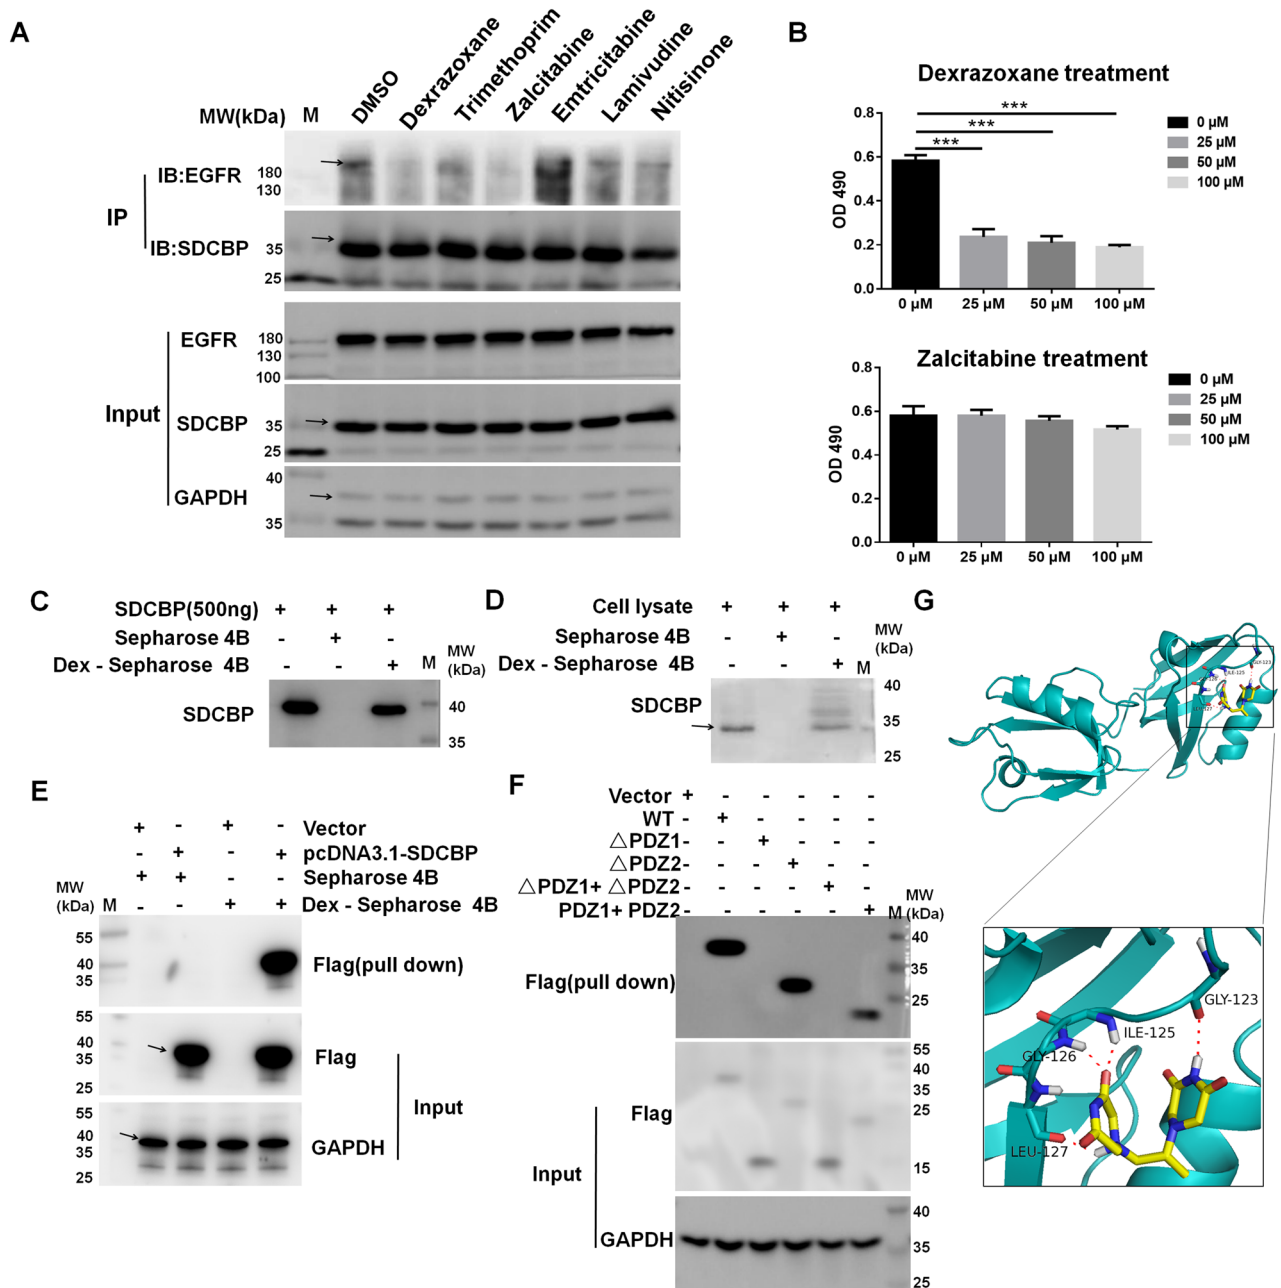 A
MW(kDa) M DMSO Dexrazoxane Trimethoprim Zalcitabine Emtricitabine Lamivudine Nitisinone
IP
IB:EGFR
180
130
IB:SDCBP
35
25
Input
EGFR
180
130
100
SDCBP
35
25
GAPDH
40
35
B
Dexrazoxane treatment
OD 490
0.8
0.6
0.4
0.2
0.0
***
***
***
0 μM 25 μM 50 μM 100 μM
0 μM
25 μM
50 μM
100 μM
Zalcitabine treatment
OD 490
0.8
0.6
0.4
0.2
0.0
0 μM 25 μM 50 μM 100 μM
0 μM
25 μM
50 μM
100 μM
C
SDCBP(500ng) + + +
Sepharose 4B - + -
Dex - Sepharose 4B - - +
M
MW
(kDa)
SDCBP
40
35
D
Cell lysate + + +
Sepharose 4B - + -
Dex - Sepharose 4B - - +
M
MW
(kDa)
SDCBP
40
35
25
E
+ - + - Vector
- + - + pcDNA3.1-SDCBP
+ + - - Sepharose 4B
- - + + Dex - Sepharose 4B
MW
(kDa) M
55
40
35
Flag(pull down)
55
40
35
25
Flag
55
40
35
25
GAPDH
Input
F
Vector + - - - - -
WT - + - - - -
△PDZ1 - - + - - -
△PDZ2 - - - + - -
△PDZ1+ △PDZ2 - - - - + -
PDZ1+ PDZ2 - - - - - +
M
MW
(kDa)
Flag(pull down)
40
35
25
Flag
55
40
35
25
15
Input
GAPDH
40
35
25
G
GLY-123
ILE-125
GLY-126
LEU-127
GLY-123
ILE-125
GLY-126
LEU-127